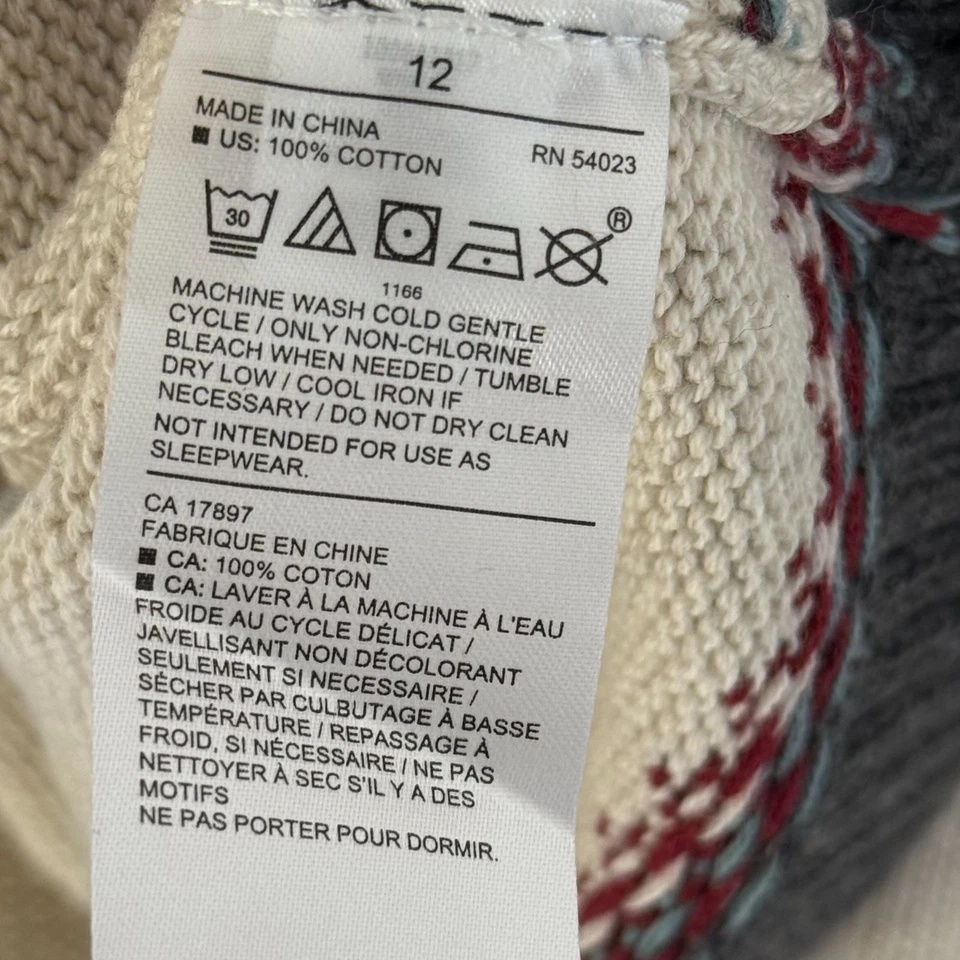 12
MADE IN CHINA
US: 100% COTTON
RN 54023
30
®
1166
MACHINE WASH COLD GENTLE
CYCLE / ONLY NON-CHLORINE
BLEACH WHEN NEEDED / TUMBLE
DRY LOW / COOL IRON IF
NECESSARY / DO NOT DRY CLEAN
NOT INTENDED FOR USE AS
SLEEPWEAR.
CA 17897
FABRIQUE EN CHINE
CA: 100% COTON
CA: LAVER À LA MACHINE À L'EAU
FROIDE AU CYCLE DÉLICAT /
JAVELLISANT NON DÉCOLORANT
SEULEMENT SI NECESSAIRE /
SÉCHER PAR CULBUTAGE À BASSE
TEMPÉRATURE / REPASSAGE À
FROID, SI NÉCESSAIRE / NE PAS
NETTOYER À SEC S'IL Y A DES
MOTIFS
NE PAS PORTER POUR DORMIR.